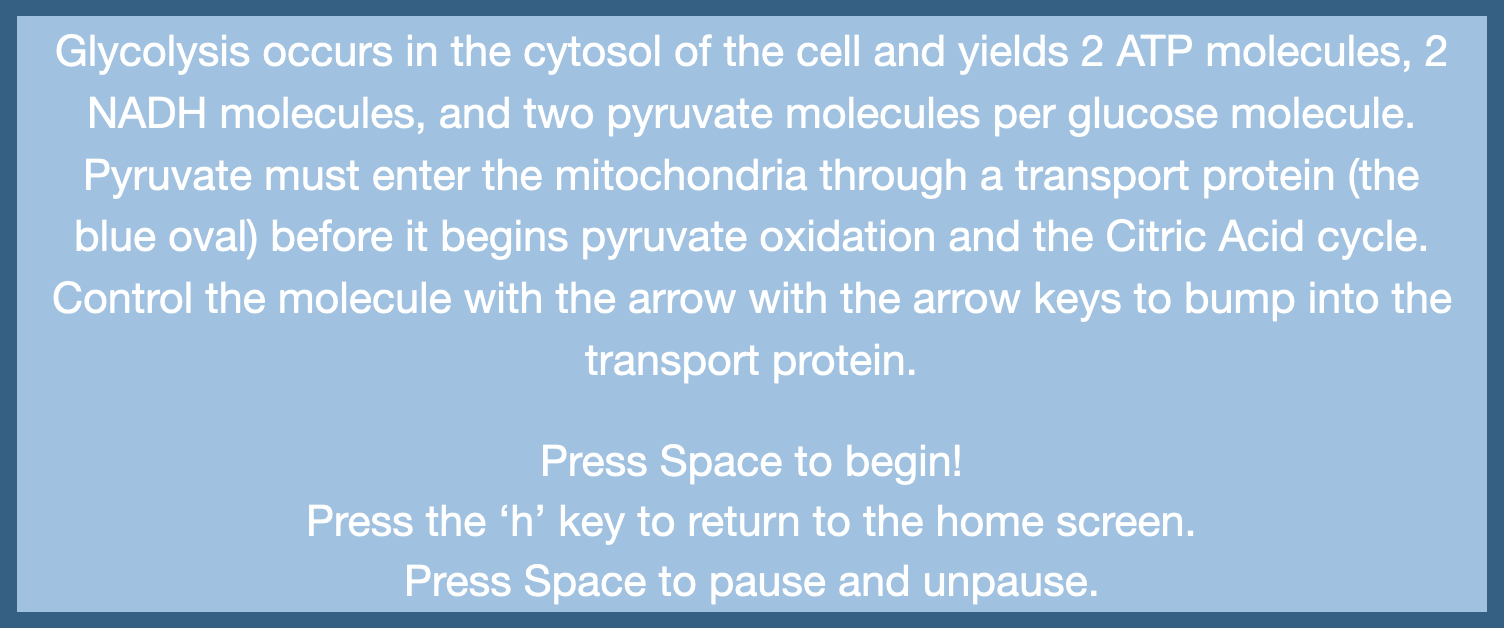 Glycolysis occurs in the cytosol of the cell and yields 2 ATP molecules, 2
NADH molecules, and two pyruvate molecules per glucose molecule.
Pyruvate must enter the mitochondria through a transport protein (the
blue oval) before it begins pyruvate oxidation and the Citric Acid cycle.
Control the molecule with the arrow with the arrow keys to bump into the
transport protein.
Press Space to begin!
Press the ‘h’ key to return to the home screen.
Press Space to pause and unpause.